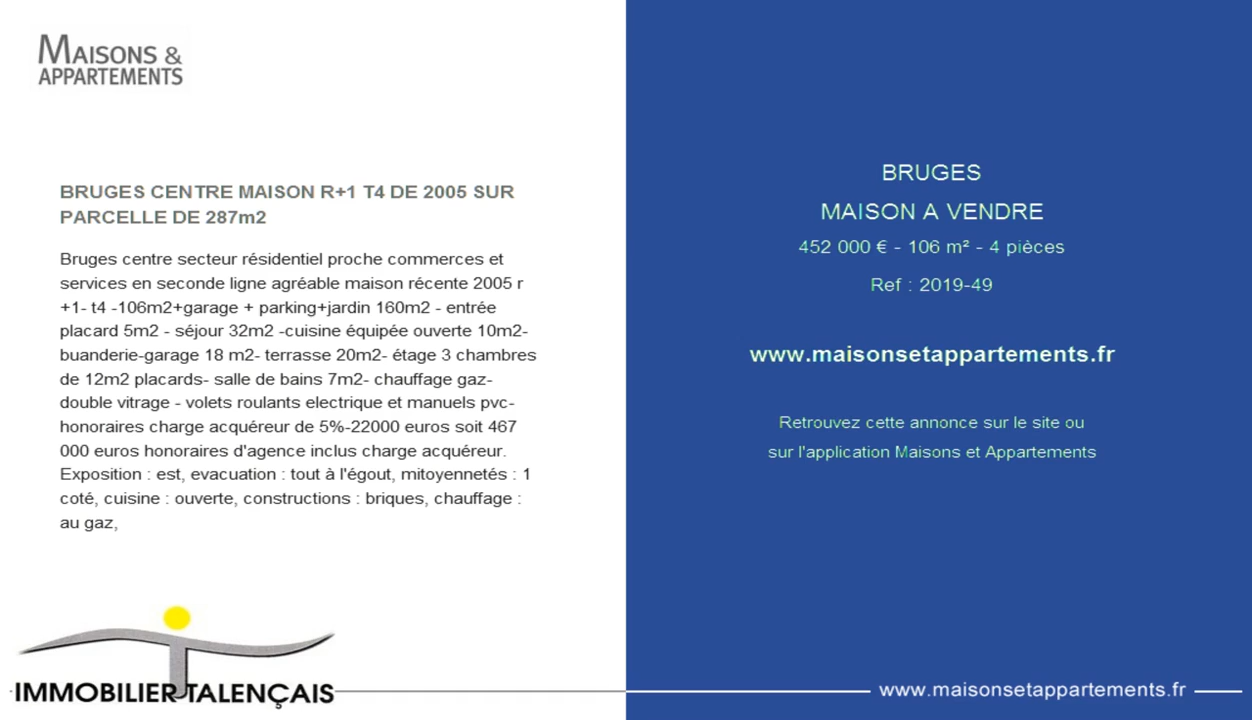 MAISONS &
APPARTEMENTS
BRUGES CENTRE MAISON R+1 T4 DE 2005 SUR
PARCELLE DE 287m2
Bruges centre secteur résidentiel proche commerces et
services en seconde ligne agréable maison récente 2005 r
+1- t4 -106m2+garage + parking+jardin 160m2 - entrée
placard 5m2 - séjour 32m2 -cuisine équipée ouverte 10m2-
buanderie-garage 18 m2- terrasse 20m2- étage 3 chambres
de 12m2 placards- salle de bains 7m2- chauffage gaz-
double vitrage - volets roulants electrique et manuels pvc-
honoraires charge acquéreur de 5%-22000 euros soit 467
000 euros honoraires d'agence inclus charge acquéreur.
Exposition : est, evacuation : tout à l'égout, mitoyennetés : 1
coté, cuisine : ouverte, constructions : briques, chauffage :
au gaz,
IMMOBILIER TALENÇAIS
BRUGES
MAISON A VENDRE
452 000 € - 106 m² - 4 pièces
Ref : 2019-49
www.maisonsetappartements.fr
Retrouvez cette annonce sur le site ou
sur l'application Maisons et Appartements
www.maisonsetappartements.fr